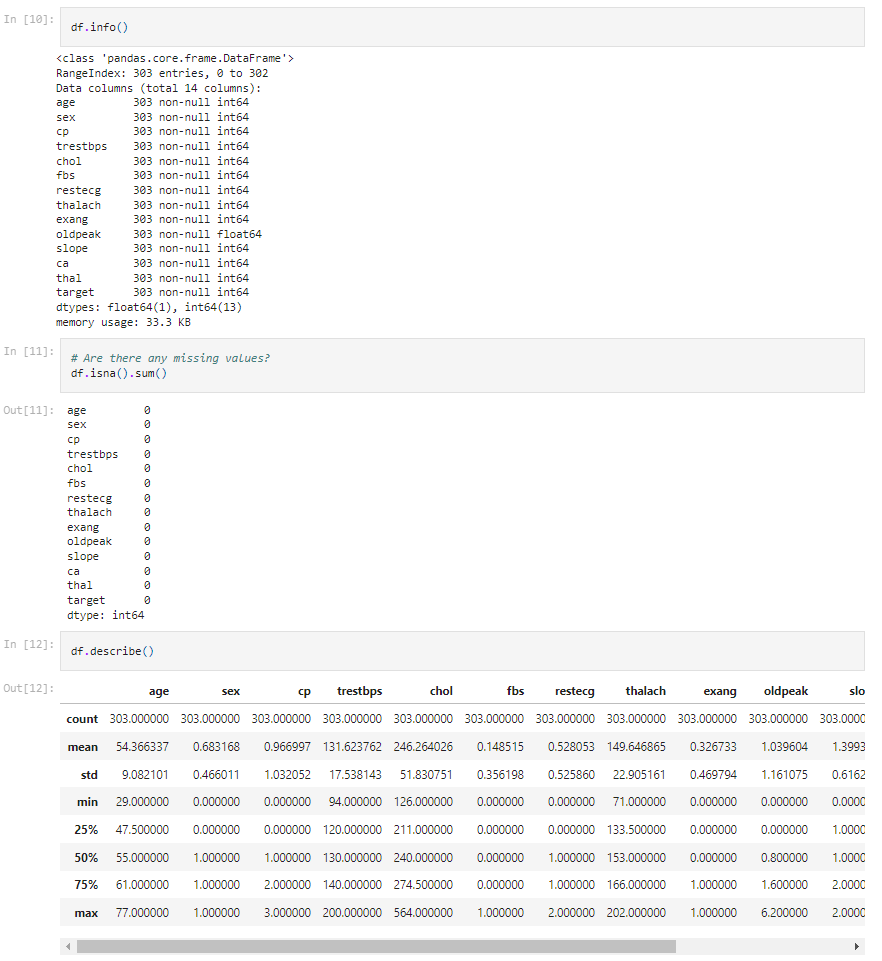 In [10]:
df.info()
<class 'pandas.core.frame.DataFrame'>
RangeIndex: 303 entries, 0 to 302
Data columns (total 14 columns):
age 303 non-null int64
sex 303 non-null int64
cp 303 non-null int64
trestbps 303 non-null int64
chol 303 non-null int64
fbs 303 non-null int64
restecg 303 non-null int64
thalach 303 non-null int64
exang 303 non-null int64
oldpeak 303 non-null float64
slope 303 non-null int64
ca 303 non-null int64
thal 303 non-null int64
target 303 non-null int64
dtypes: float64(1), int64(13)
memory usage: 33.3 KB
In [11]:
# Are there any missing values?
df.isna().sum()
Out[11]:
age 0
sex 0
cp 0
trestbps 0
chol 0
fbs 0
restecg 0
thalach 0
exang 0
oldpeak 0
slope 0
ca 0
thal 0
target 0
dtype: int64
In [12]:
df.describe()
Out[12]:
age sex cp trestbps chol fbs restecg thalach exang oldpeak slo
count 303.000000 303.000000 303.000000 303.000000 303.000000 303.000000 303.000000 303.000000 303.000000 303.000000 303.0000
mean 54.366337 0.683168 0.966997 131.623762 246.264026 0.148515 0.528053 149.646865 0.326733 1.039604 1.3993
std 9.082101 0.466011 1.032052 17.538143 51.830751 0.356198 0.525860 22.905161 0.469794 1.161075 0.6162
min 29.000000 0.000000 0.000000 94.000000 126.000000 0.000000 0.000000 71.000000 0.000000 0.000000 0.0000
25% 47.500000 0.000000 0.000000 120.000000 211.000000 0.000000 0.000000 133.500000 0.000000 0.000000 1.0000
50% 55.000000 1.000000 1.000000 130.000000 240.000000 0.000000 1.000000 153.000000 0.000000 0.800000 1.0000
75% 61.000000 1.000000 2.000000 140.000000 274.500000 0.000000 1.000000 166.000000 1.000000 1.600000 2.0000
max 77.000000 1.000000 3.000000 200.000000 564.000000 1.000000 2.000000 202.000000 1.000000 6.200000 2.0000